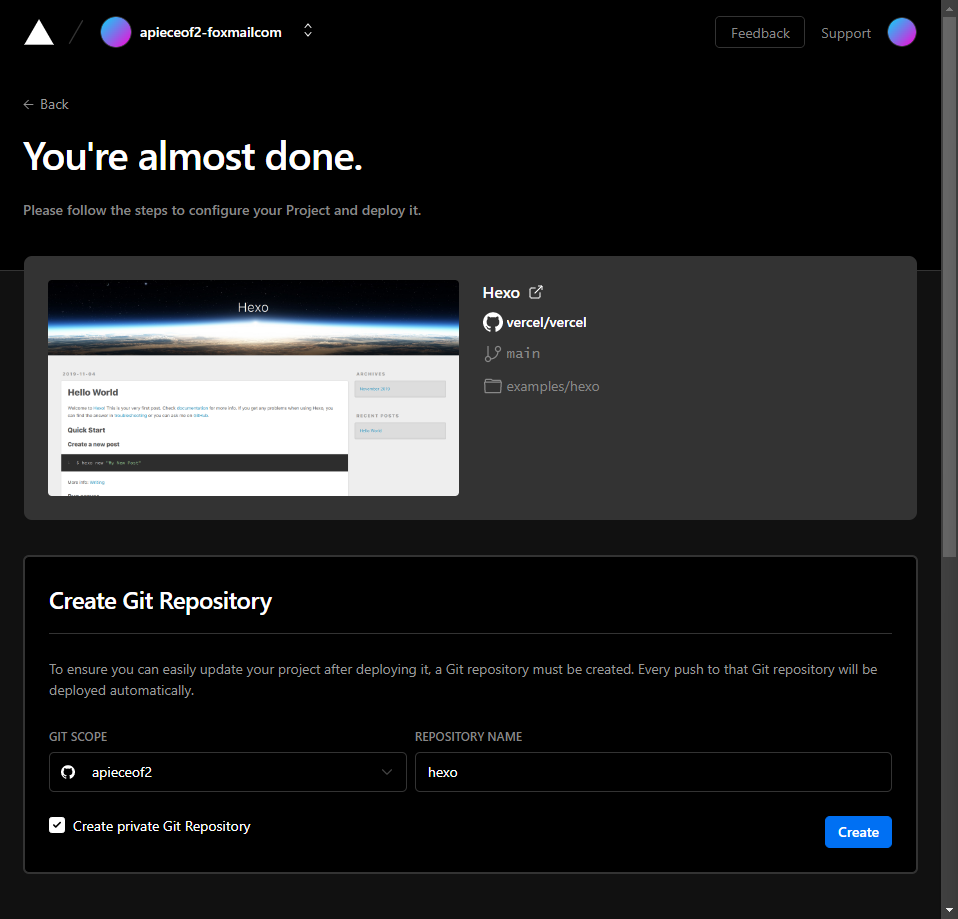 apieceof2-foxmailcom
Feedback
Support
← Back
You're almost done.
Please follow the steps to configure your Project and deploy it.
Hexo
2019-11-04
Hello World
Welcome to Hexo! This is your very first post. Check documentation for more info. If you get any problems when using Hexo, you
can find the answer in troubleshooting or you can ask me on GitHub.
Quick Start
Create a new post
$ hexo new "My New Post"
More info: Writing
Run server
ARCHIVES
November 2019
RECENT POSTS
Hello World
Hexo
vercel/vercel
main
examples/hexo
Create Git Repository
To ensure you can easily update your project after deploying it, a Git repository must be created. Every push to that Git repository will be
deployed automatically.
GIT SCOPE
REPOSITORY NAME
apieceof2
hexo
Create private Git Repository
Create